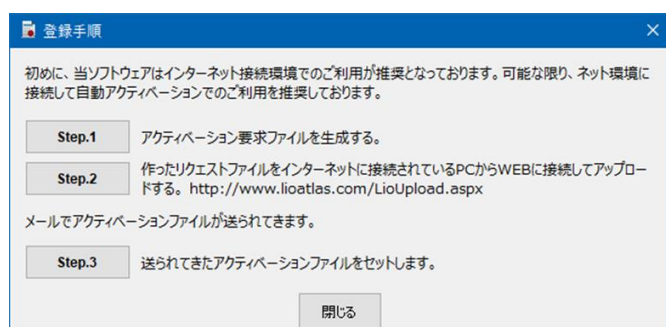 登録手順
初めに、当ソフトウェアはインターネット接続環境でのご利用が推奨となっております。可能な限り、ネット環境に
接続して自動アクティベーションでのご利用を推奨しております。
Step.1 アクティベーション要求ファイルを生成する。
Step.2 作ったリクエストファイルをインターネットに接続されているPCからWEBに接続してアップロー
ドする。http://www.lioatlas.com/LioUpload.aspx
メールでアクティベーションファイルが送られてきます。
Step.3 送られてきたアクティベーションファイルをセットします。
閉じる